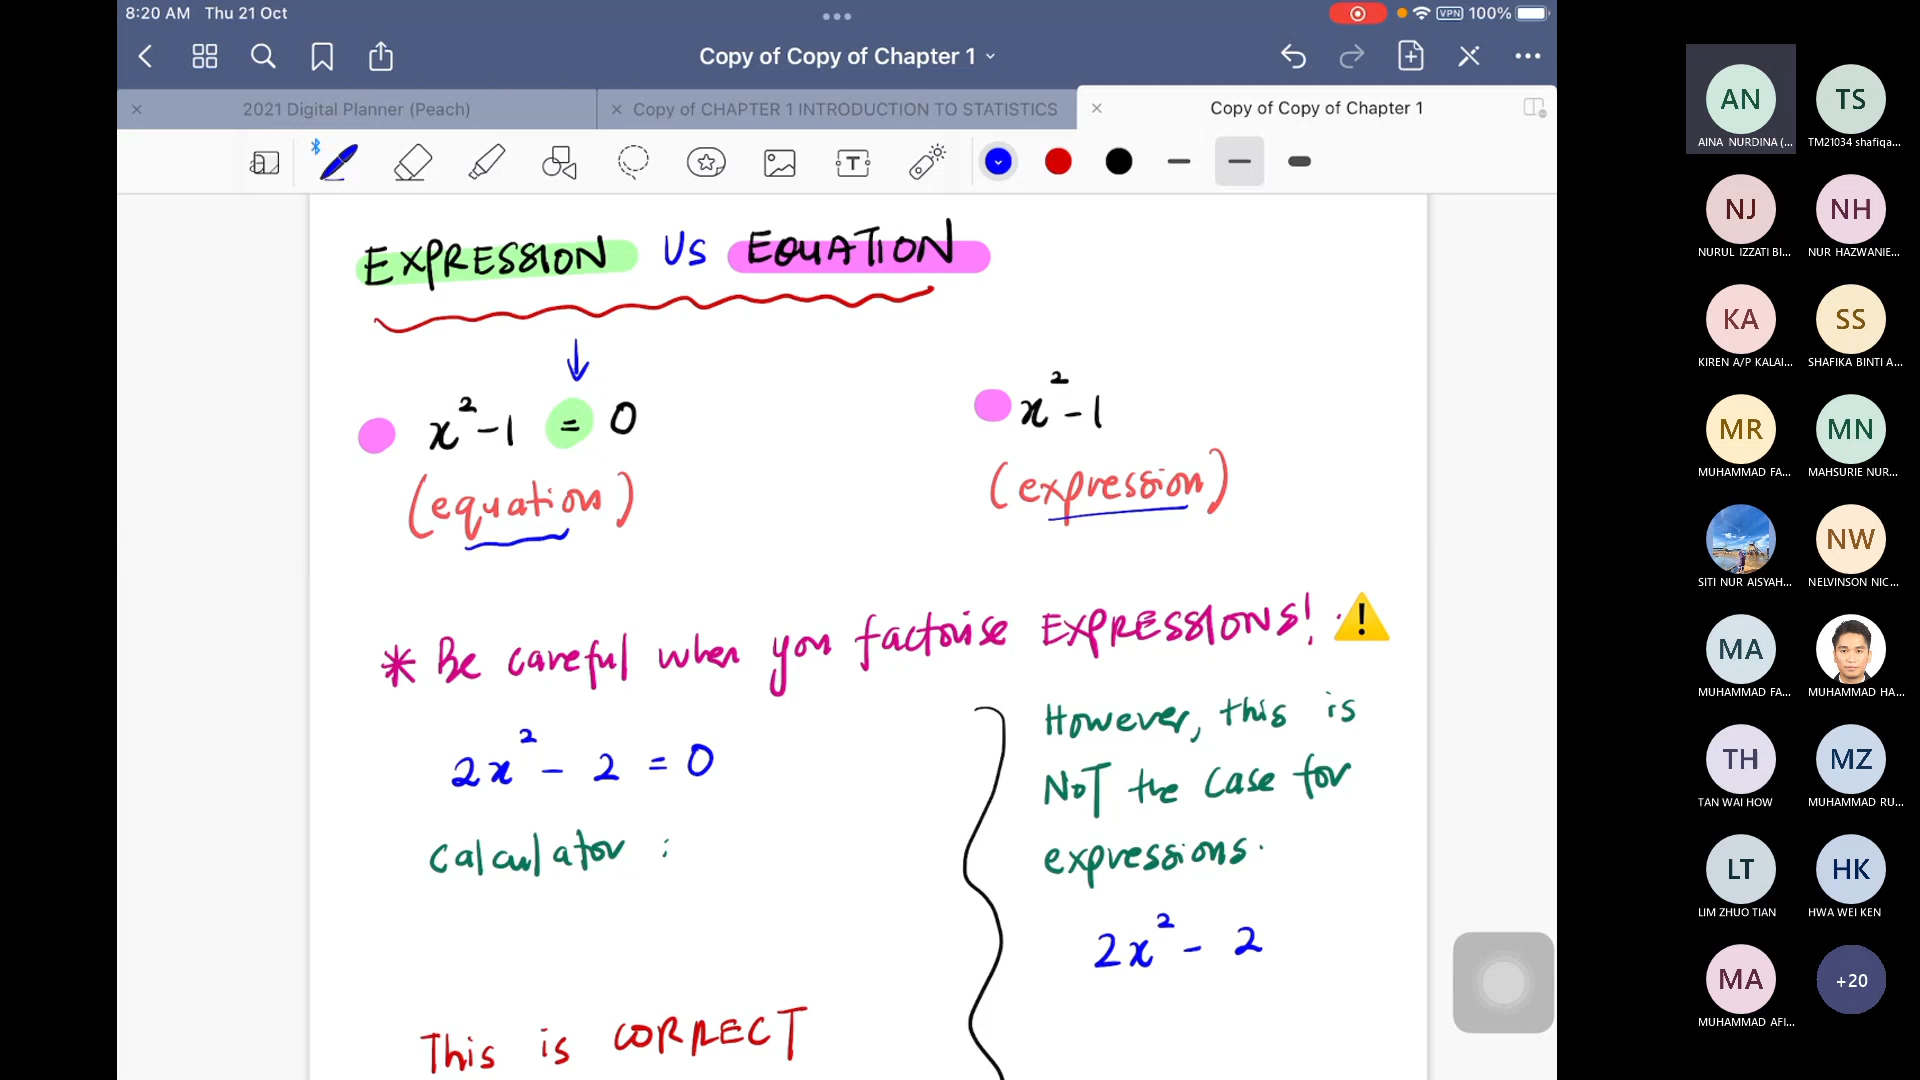 8:20 AM Thu 21 Oct
VPN 100%
Copy of Copy of Chapter 1
2021 Digital Planner (Peach)
Copy of CHAPTER 1 INTRODUCTION TO STATISTICS
Copy of Copy of Chapter 1
EXPRESSION VS EQUATION
x² - 1 = 0
x² - 1
(equation)
(expression)
* Be careful when you factorise EXPRESSIONS!
2x² - 2 = 0
calculator :
However, this is
NOT the case for
expressions.
2x² - 2
This is CORRECT
AN
AINA NURDINA (...
TS
TM21034 shafiqa...
NJ
NURUL IZZATI BI...
NH
NUR HAZWANIE...
KA
KIREN A/P KALAI...
SS
SHAFIKA BINTI A...
MR
MUHAMMAD FA...
MN
MAHSURIE NUR...
SITI NUR AISYAH...
NW
NELVINSON NIC...
MA
MUHAMMAD FA...
MUHAMMAD HA...
TH
TAN WAI HOW
MZ
MUHAMMAD RU...
LT
LIM ZHUO TIAN
HK
HWA WEI KEN
MA
MUHAMMAD AFI...
+20